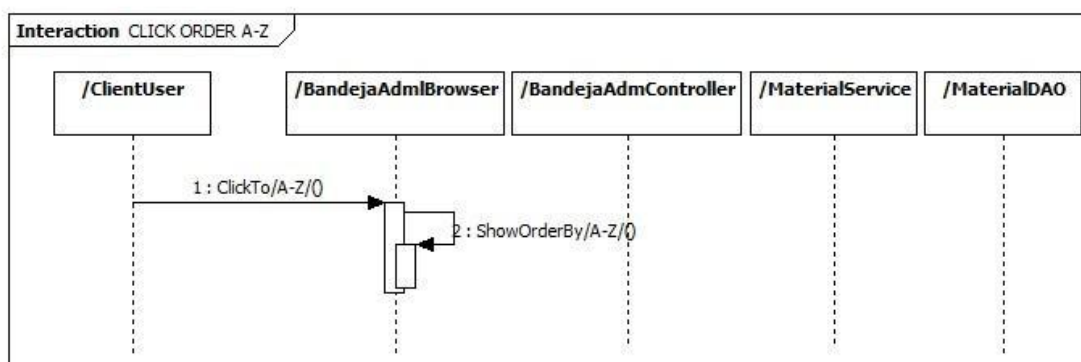 Interaction CLICK ORDER A-Z
/ClientUser
/BandejaAdmlBrowser
/BandejaAdmController
/MaterialService
/MaterialDAO
1 : ClickTo/A-Z/()
2 : ShowOrderBy/A-Z/()